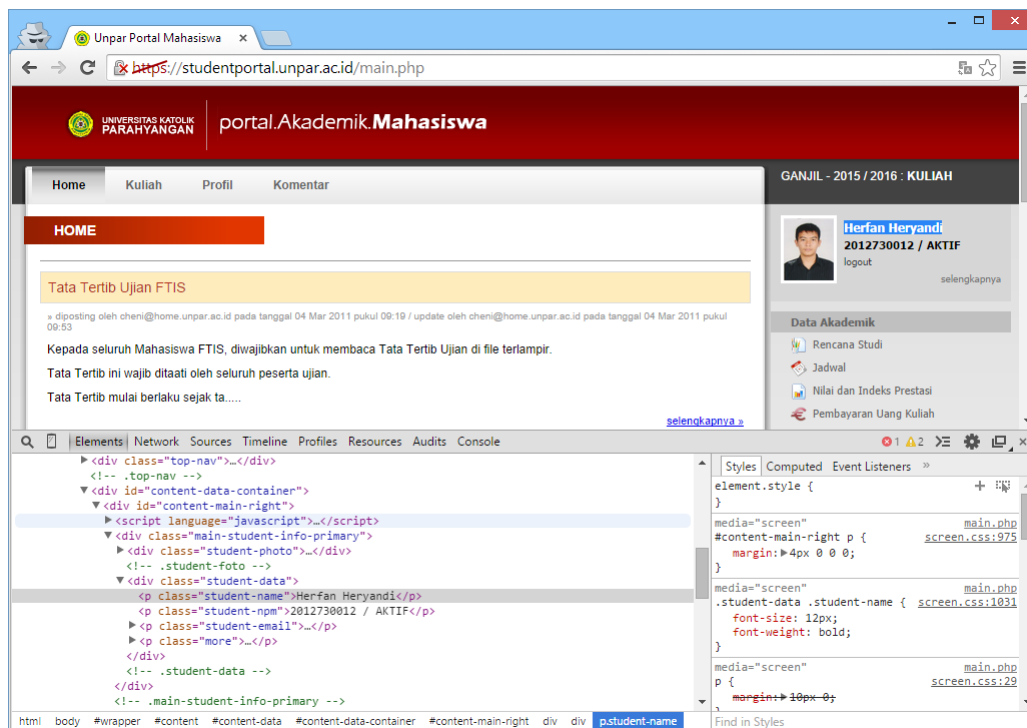 Unpar Portal Mahasiswa
https://studentportal.unpar.ac.id/main.php
UNIVERSITAS KATOLIK
PARAHYANGAN
portal.Akademik.Mahasiswa
Home Kuliah Profil Komentar
GANJIL - 2015 / 2016 : KULIAH
HOME
Herfan Heryandi
2012730012 / AKTIF
logout
selengkapnya
Tata Tertib Ujian FTIS
» diposting oleh cheni@home.unpar.ac.id pada tanggal 04 Mar 2011 pukul 09:19 / update oleh cheni@home.unpar.ac.id pada tanggal 04 Mar 2011 pukul
09:53
Kepada seluruh Mahasiswa FTIS, diwajibkan untuk membaca Tata Tertib Ujian di file terlampir.
Tata Tertib ini wajib ditaati oleh seluruh peserta ujian.
Tata Tertib mulai berlaku sejak ta.....
selengkapnya »
Data Akademik
Rencana Studi
Jadwal
Nilai dan Indeks Prestasi
Pembayaran Uang Kuliah
Elements Network Sources Timeline Profiles Resources Audits Console
1 2
<div class="top-nav">…</div>
<!-- .top-nav -->
<div id="content-data-container">
<div id="content-main-right">
<script language="javascript">…</script>
<div class="main-student-info-primary">
<div class="student-photo">…</div>
<!-- .student-foto -->
<div class="student-data">
<p class="student-name">Herfan Heryandi</p>
<p class="student-npm">2012730012 / AKTIF</p>
<p class="student-email">…</p>
<p class="more">…</p>
</div>
<!-- .student-data -->
</div>
<!-- .main-student-info-primary -->
html body #wrapper #content #content-data #content-data-container #content-main-right div div p.student-name
Styles Computed Event Listeners »
element.style {
}
media="screen" main.php
#content-main-right p { screen.css:975
margin: 4px 0 0 0;
}
media="screen" main.php
.student-data .student-name { screen.css:1031
font-size: 12px;
font-weight: bold;
}
media="screen" main.php
p { screen.css:29
margin: 10px 0;
Find in Styles